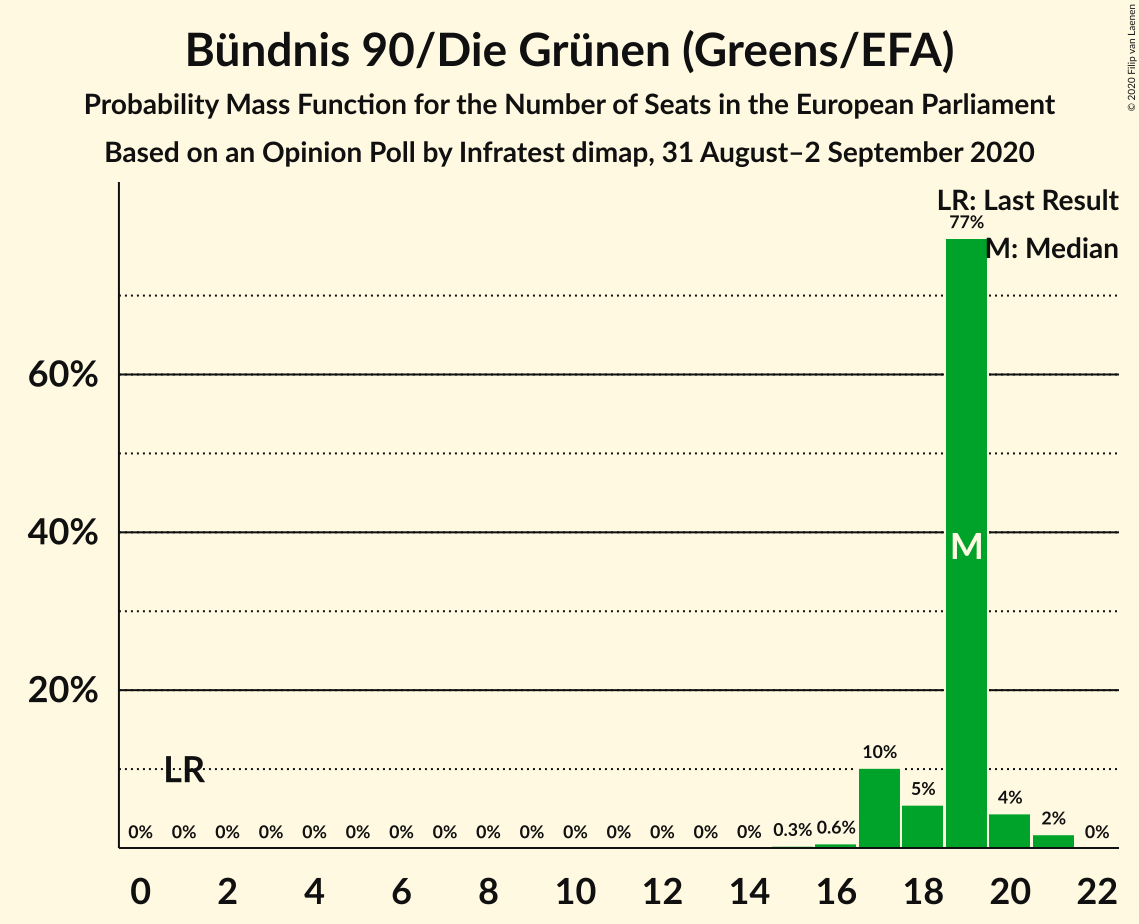 Bündnis 90/Die Grünen (Greens/EFA)
Probability Mass Function for the Number of Seats in the European Parliament
Based on an Opinion Poll by Infratest dimap, 31 August–2 September 2020
© 2020 Filip van Laenen
LR: Last Result
77%
M: Median
60%
40%
M
20%
LR
0% 0% 0% 0% 0% 0% 0% 0% 0% 0% 0% 0% 0% 0% 0% 0.3% 0.6% 10% 5% 4% 2% 0%
0 2 4 6 8 10 12 14 16 18 20 22